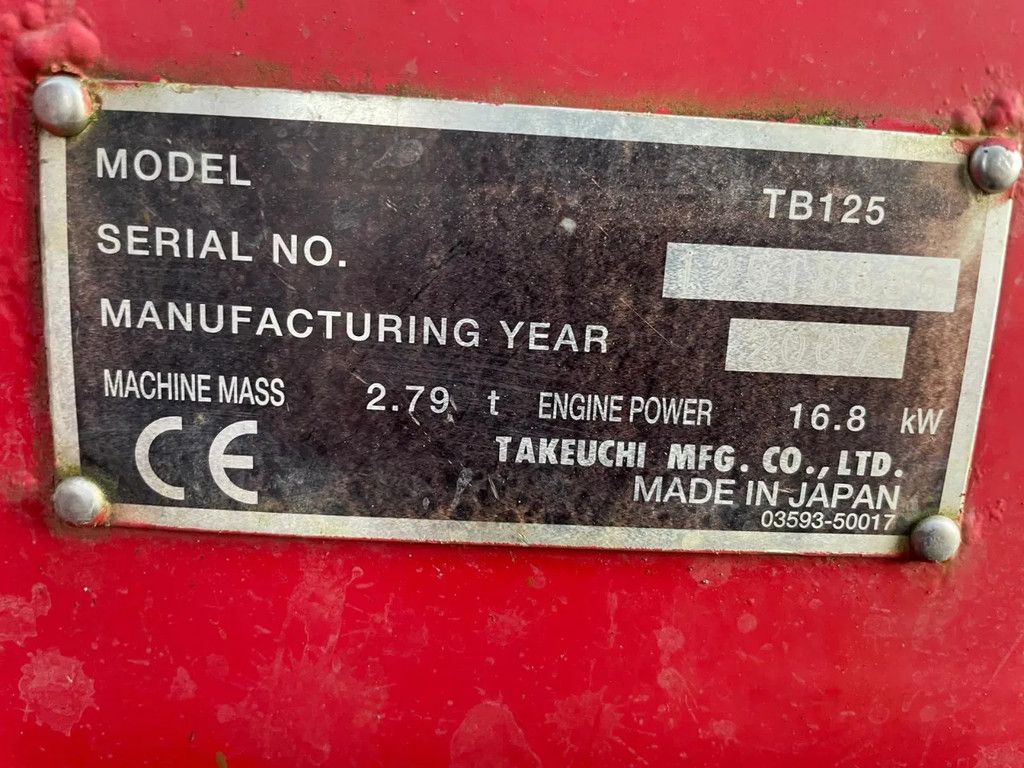 MODEL TB125
SERIAL NO.
MANUFACTURING YEAR 2007
MACHINE MASS 2.79 t ENGINE POWER 16.8 kW
CE
TAKEUCHI MFG. CO., LTD.
MADE IN JAPAN
03593-50017